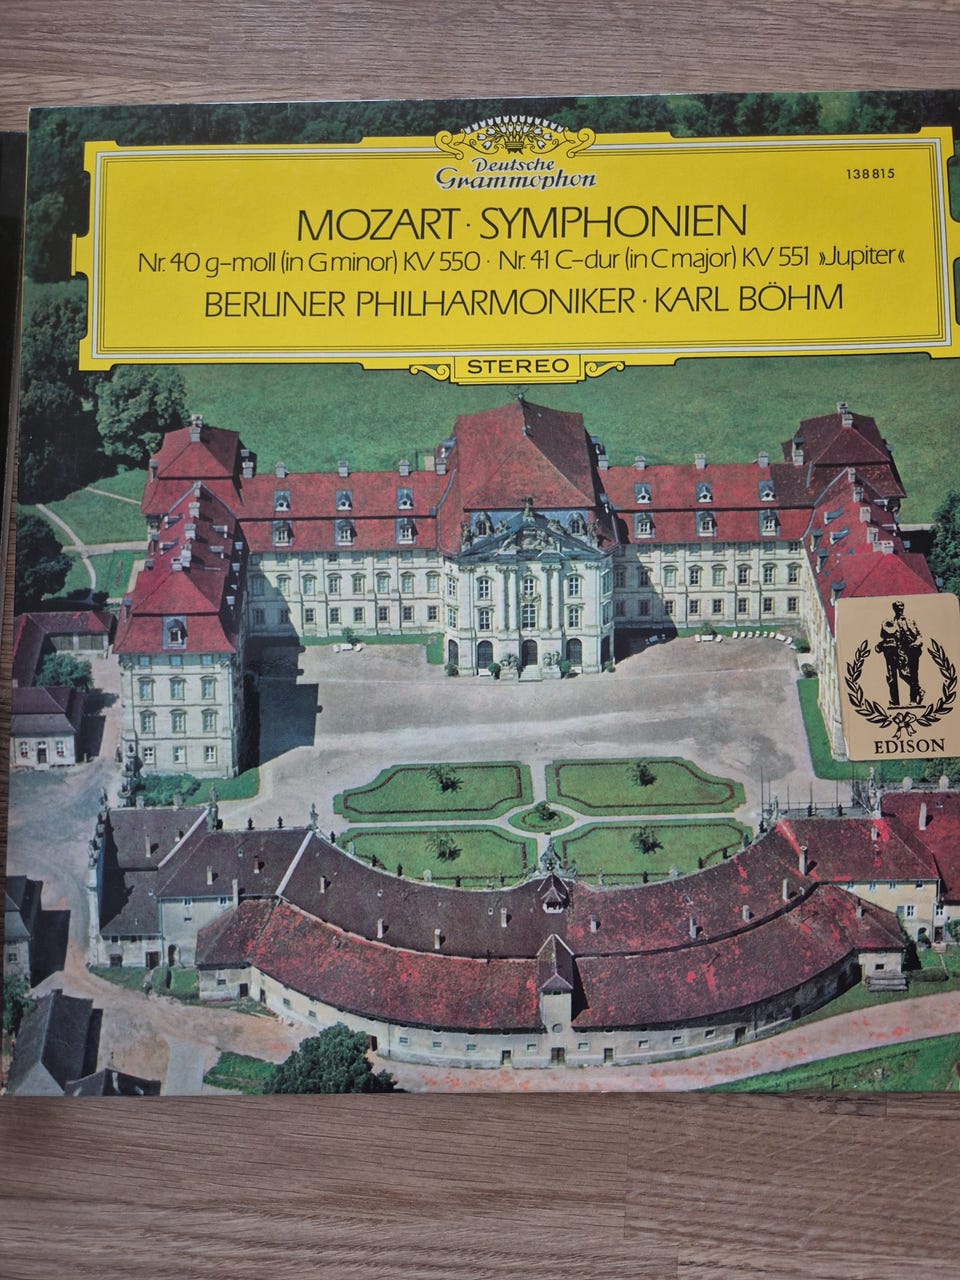 Deutsche
Grammophon
138 815
MOZART · SYMPHONIEN
Nr. 40 g-moll (in G minor) KV 550 · Nr. 41 C-dur (in C major) KV 551 »Jupiter«
BERLINER PHILHARMONIKER · KARL BÖHM
STEREO
EDISON